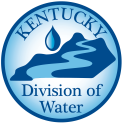 KENTUCKY
Division of
Water